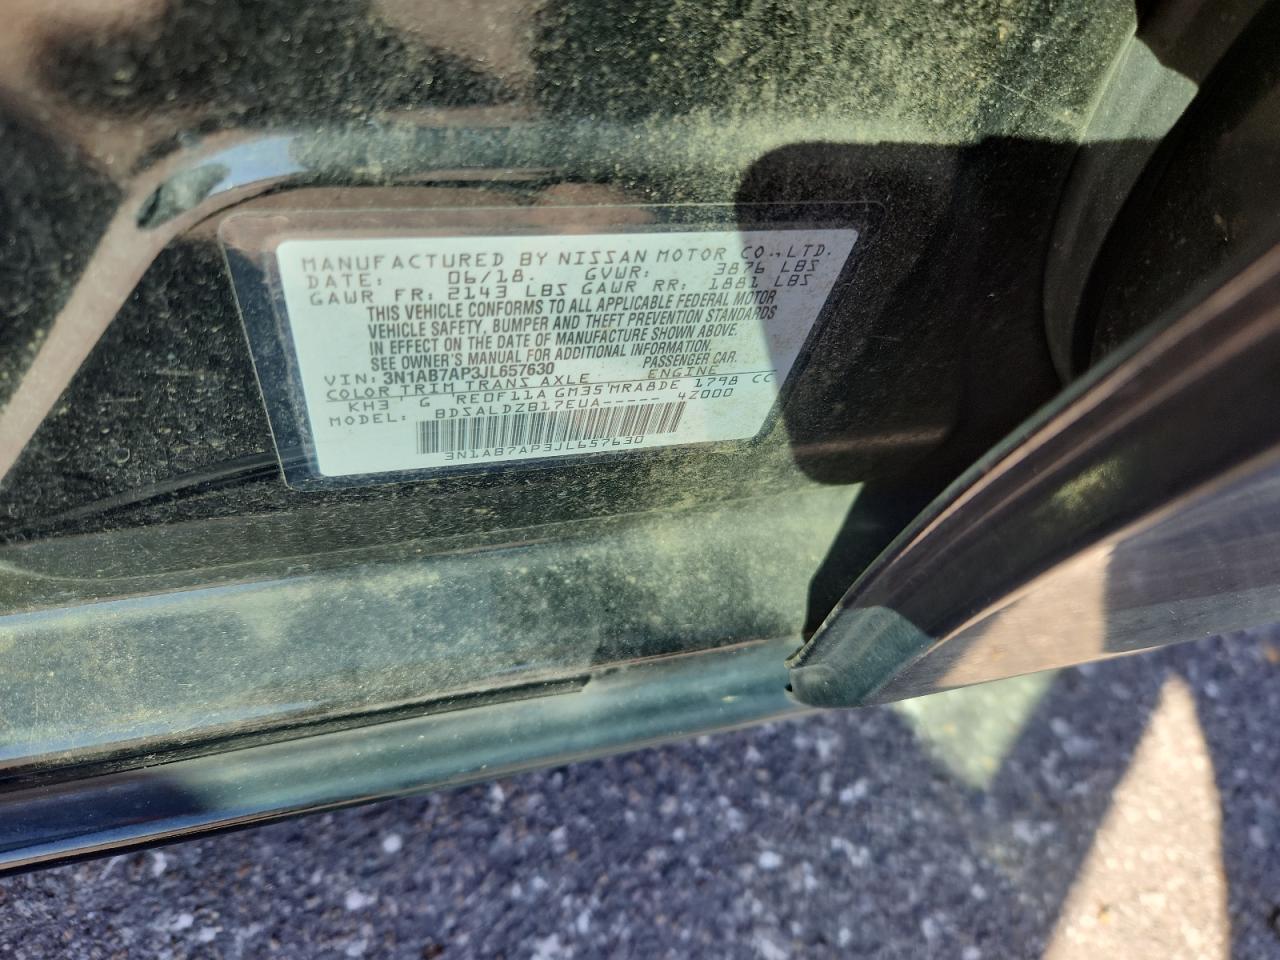 MANUFACTURED BY NISSAN MOTOR CO.,LTD.
DATE: 06/18. GVWR: 3876 LBS
GAWR FR: 2143 LBS GAWR RR: 1881 LBS
THIS VEHICLE CONFORMS TO ALL APPLICABLE FEDERAL MOTOR
VEHICLE SAFETY, BUMPER AND THEFT PREVENTION STANDARDS
IN EFFECT ON THE DATE OF MANUFACTURE SHOWN ABOVE.
SEE OWNER'S MANUAL FOR ADDITIONAL INFORMATION.
VIN: 3N1AB7AP3JL657630 PASSENGER CAR.
COLOR TRIM TRANS AXLE ENGINE
KH3 G RE0F11A GM35 MRA8DE 1798 CC
MODEL: BDSALDZB17EUA----- 4Z000
3N1AB7AP3JL657630